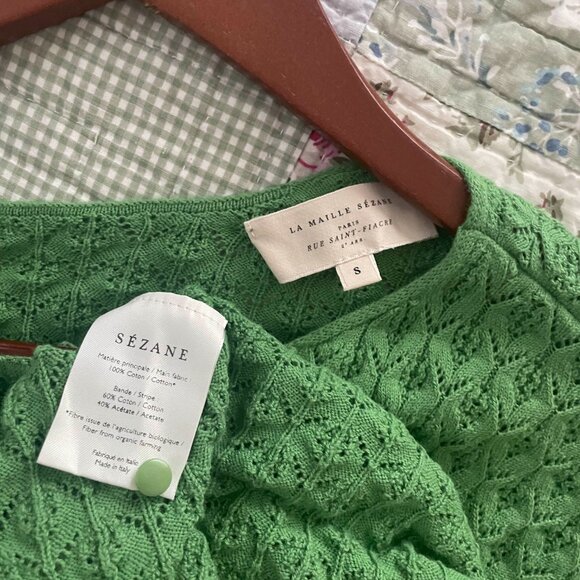 LA MAILLE SÉZANE
PARIS
RUE SAINT-FIACRE
2e ARR.
S
SÉZANE
Matière principale / Main fabric
100% Coton / Cotton*
Bande / Stripe
60% Coton / Cotton
40% Acétate / Acetate
*Fibre issue de l'agriculture biologique /
Fiber from organic farming
Fabriqué en Italie
Made in Italy